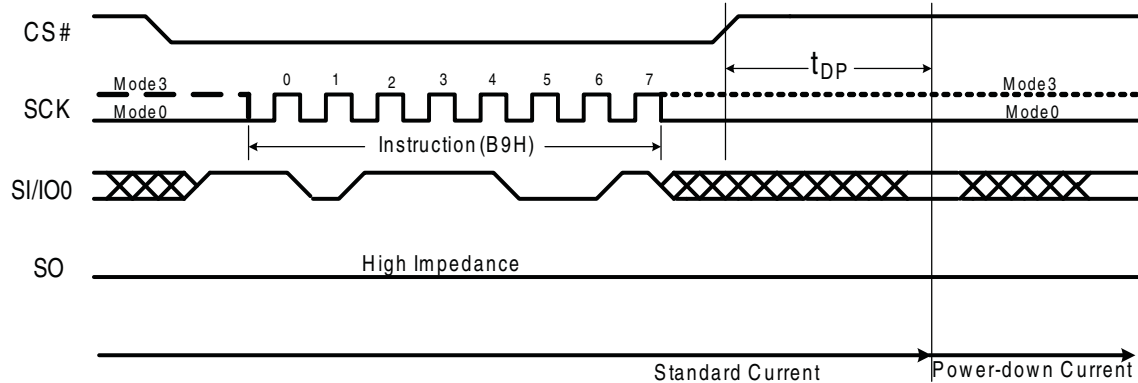 CS#
tDP
Mode3
0 1 2 3 4 5 6 7
Mode3
SCK
Mode0
Mode0
Instruction (B9H)
SI/IO0
SO
High Impedance
Standard Current
Power-down Current